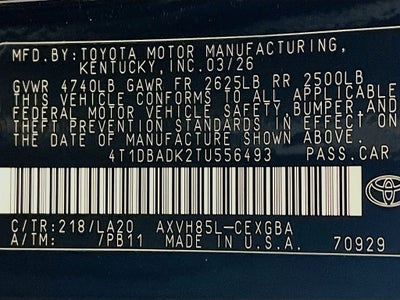 MFD.BY:TOYOTA MOTOR MANUFACTURING,
KENTUCKY,INC.03/26
GVWR 4740LB GAWR FR 2625LB RR 2500LB
THIS VEHICLE CONFORMS TO ALL APPLICABLE
FEDERAL MOTOR VEHICLE SAFETY,BUMPER,AND
THEFT PREVENTION STANDARDS IN EFFECT ON
THE DATE OF MANUFACTURE SHOWN ABOVE.
4T1DBADK2TU556493 PASS.CAR
C/TR:218/LA20 AXVH85L-CEXGBA
A/TM: /PB11 MADE IN U.S.A. 70929